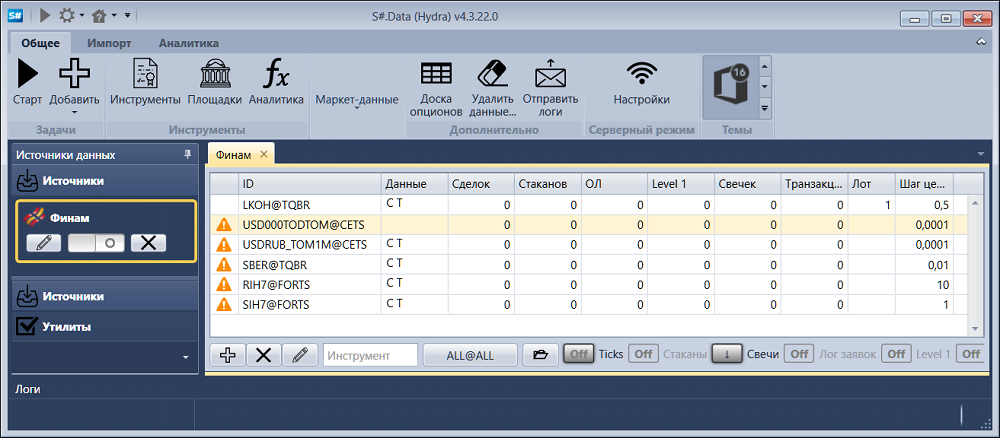 S# S#.Data (Hydra) v4.3.22.0
Общее Импорт Аналитика
Старт Добавить Инструменты Площадки Аналитика Маркет-данные Доска опционов Удалить данные... Отправить логи Настройки 16
Задачи Инструменты Дополнительно Серверный режим Темы
Источники данных
Источники
Финам
Источники
Утилиты
Финам
ID Данные Сделок Стаканов ОЛ Level 1 Свечек Транзакц... Лот Шаг це...
LKOH@TQBR C T 0 0 0 0 0 0 1 0,5
USD000TODTOM@CETS 0 0 0 0 0 0 0,0001
USDRUB_TOM1M@CETS C T 0 0 0 0 0 0 0,0001
SBER@TQBR C T 0 0 0 0 0 0 0,01
RIH7@FORTS C T 0 0 0 0 0 0 10
SIH7@FORTS C T 0 0 0 0 0 0 1
Инструмент ALL@ALL Off Ticks Off Стаканы Свечи Off Лог заявок Off Level 1 Off
Логи